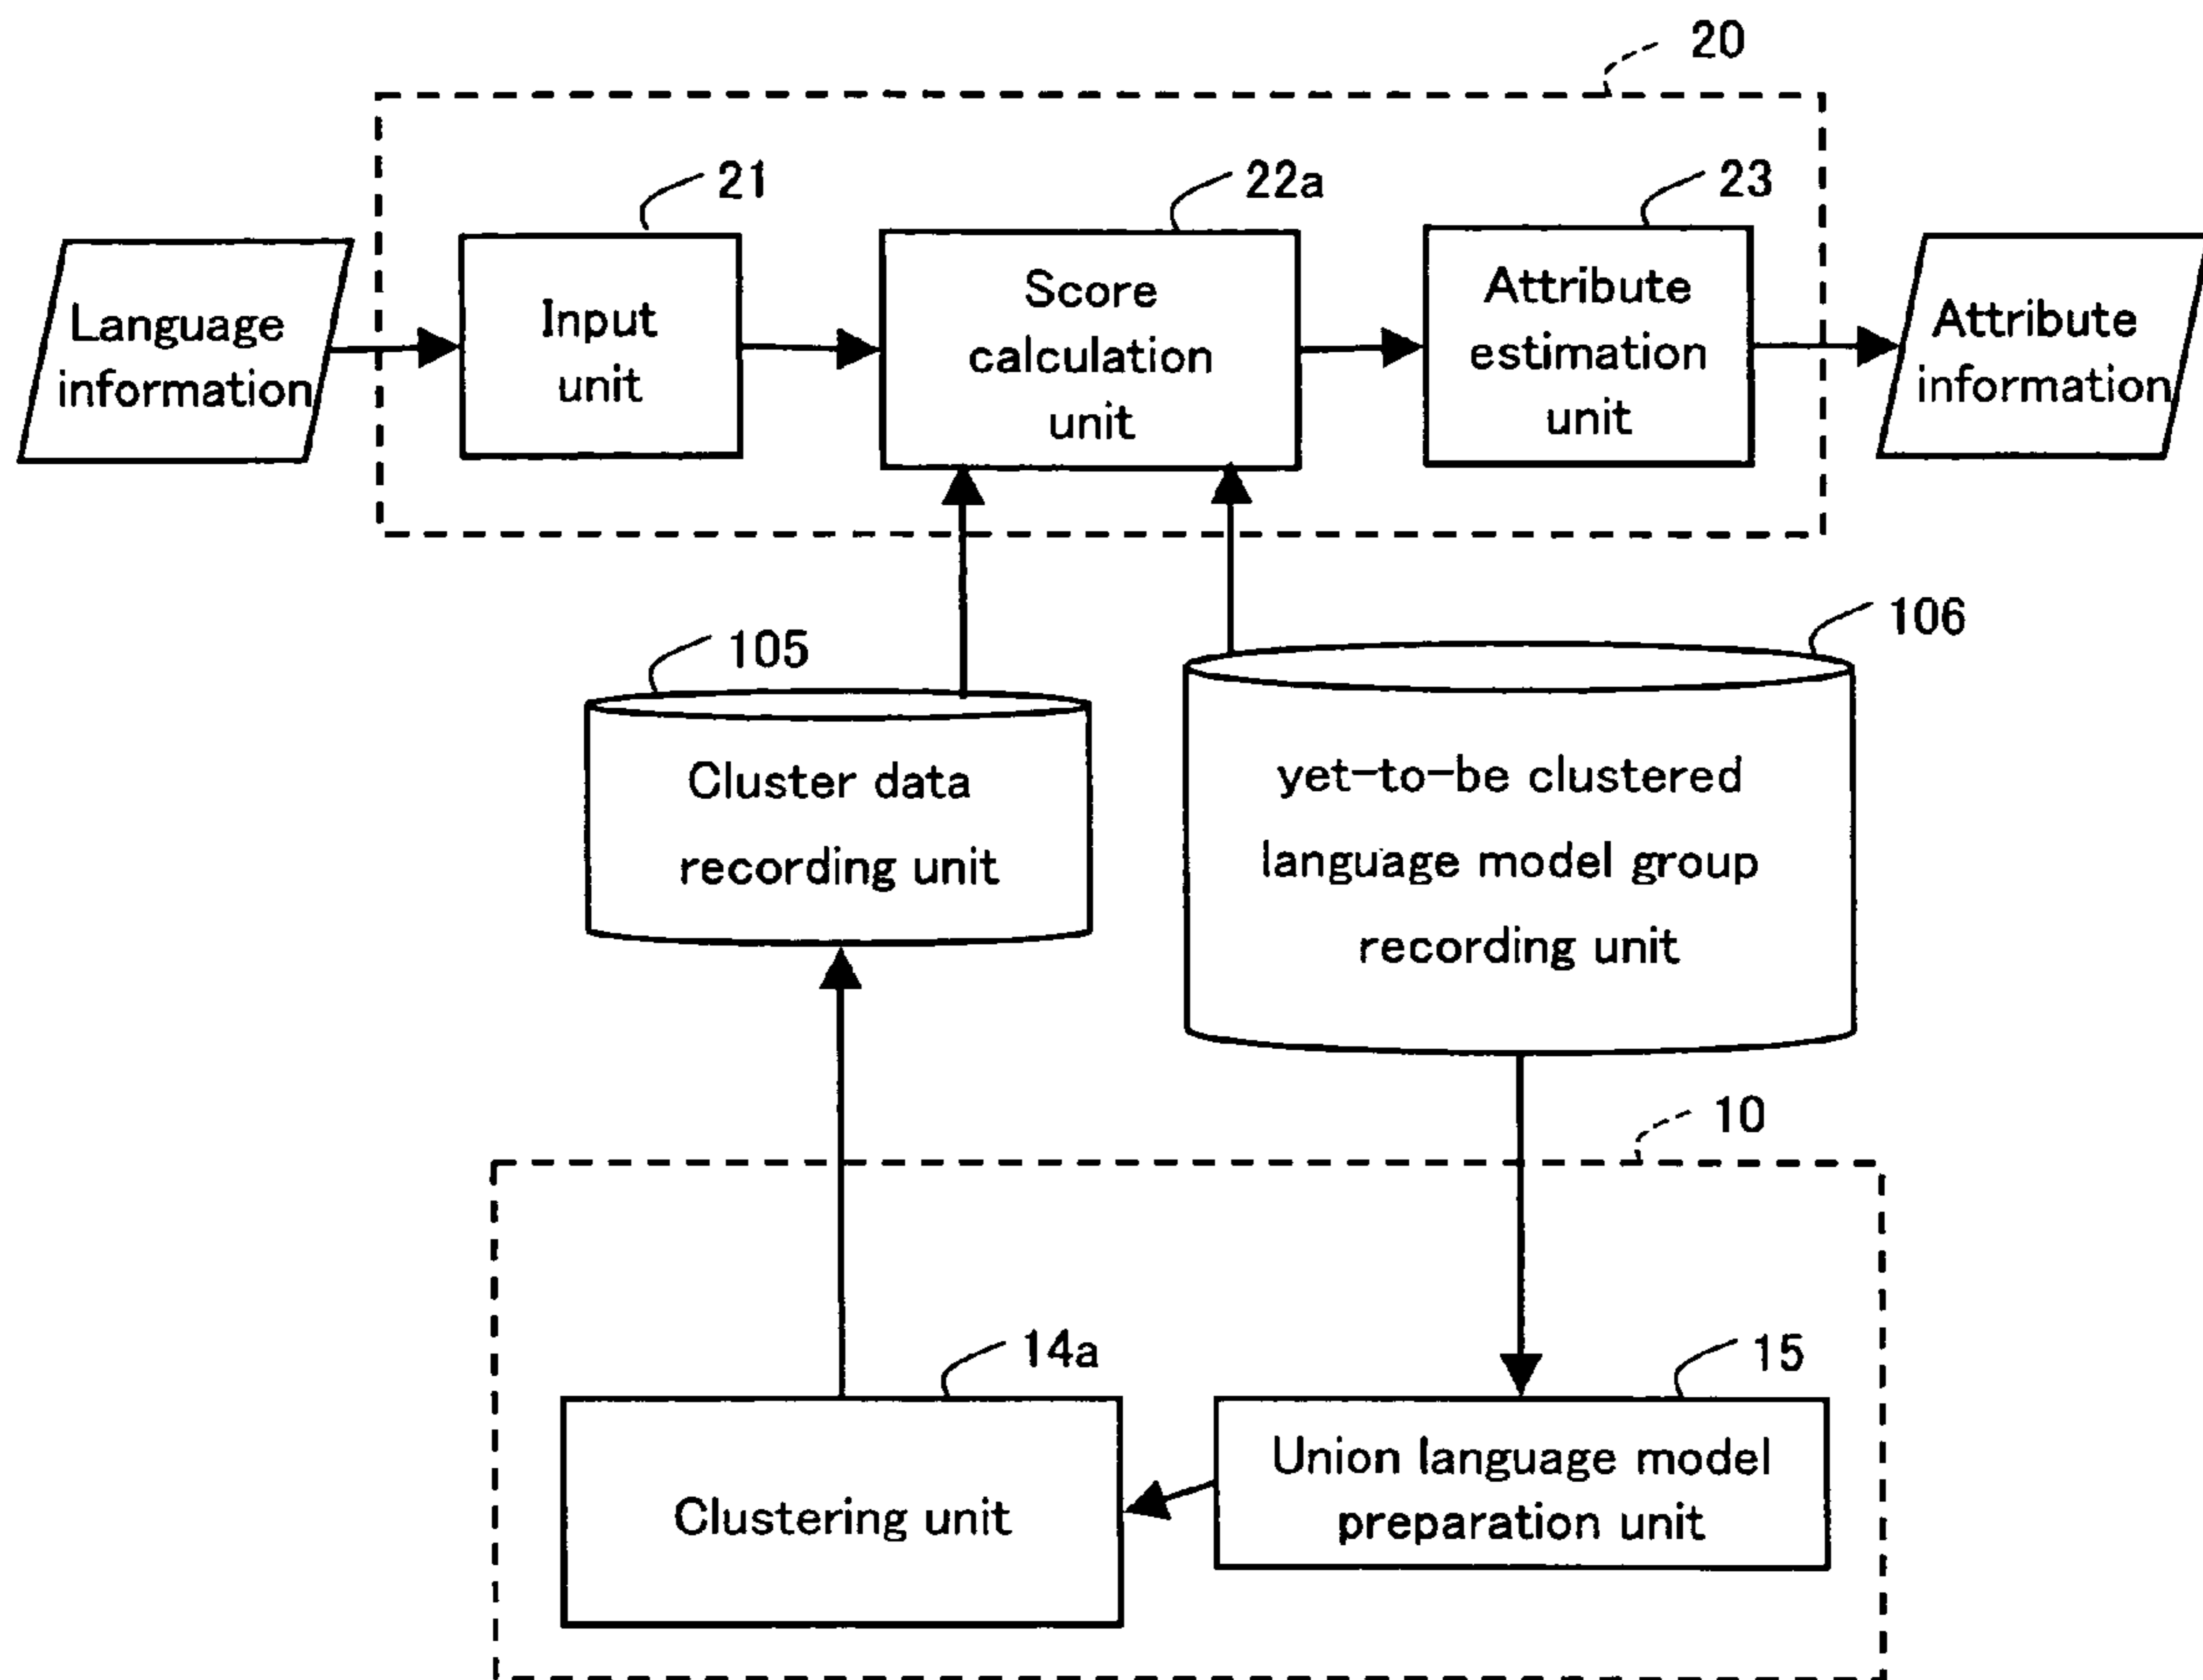 20
21
22a
23
Language
information
Input
unit
Score
calculation
unit
Attribute
estimation
unit
Attribute
information
105
106
Cluster data
recording unit
yet-to-be clustered
language model group
recording unit
10
14a
15
Clustering unit
Union language model
preparation unit